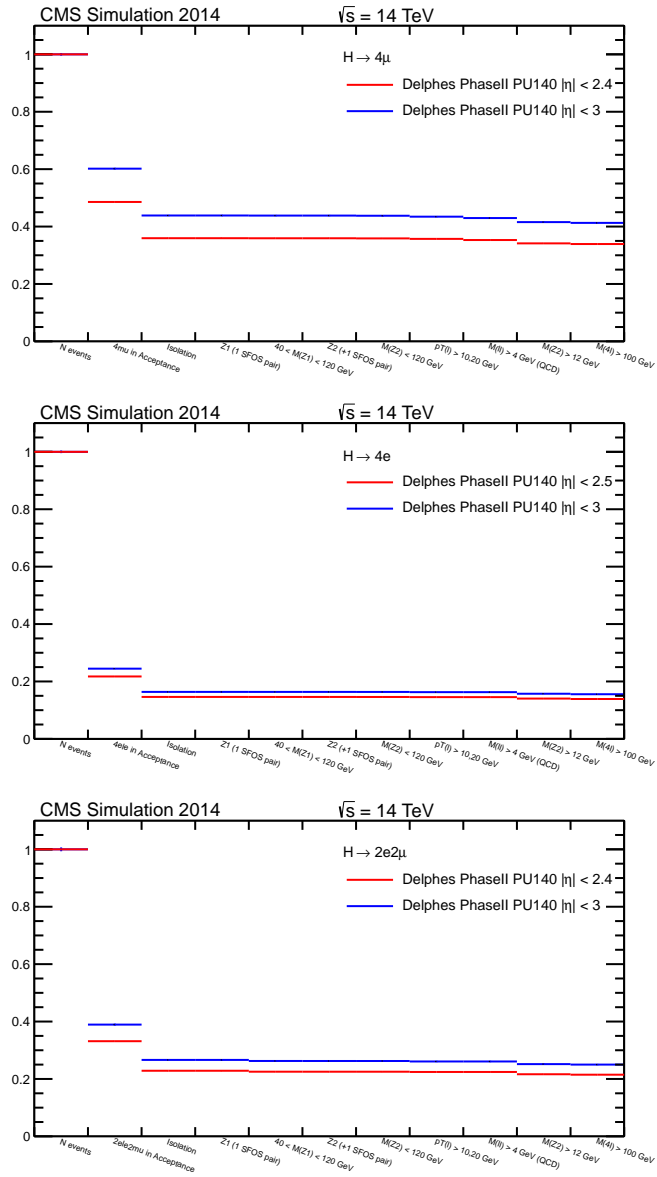 CMS Simulation 2014 √s = 14 TeV
H → 4μ
Delphes PhaseII PU140 |η| < 2.4
Delphes PhaseII PU140 |η| < 3
1
0.8
0.6
0.4
0.2
0
N events 4mu in Acceptance Isolation Z1 (1 SFOS pair) 40 < M(Z1) < 120 GeV Z2 (+1 SFOS pair) M(Z2) < 120 GeV pT(l) > 10,20 GeV M(ll) > 4 GeV (QCD) M(Z2) > 12 GeV M(4l) > 100 GeV
CMS Simulation 2014 √s = 14 TeV
H → 4e
Delphes PhaseII PU140 |η| < 2.5
Delphes PhaseII PU140 |η| < 3
1
0.8
0.6
0.4
0.2
0
N events 4ele in Acceptance Isolation Z1 (1 SFOS pair) 40 < M(Z1) < 120 GeV Z2 (+1 SFOS pair) M(Z2) < 120 GeV pT(l) > 10,20 GeV M(ll) > 4 GeV (QCD) M(Z2) > 12 GeV M(4l) > 100 GeV
CMS Simulation 2014 √s = 14 TeV
H → 2e2μ
Delphes PhaseII PU140 |η| < 2.4
Delphes PhaseII PU140 |η| < 3
1
0.8
0.6
0.4
0.2
0
N events 2ele2mu in Acceptance Isolation Z1 (1 SFOS pair) 40 < M(Z1) < 120 GeV Z2 (+1 SFOS pair) M(Z2) < 120 GeV pT(l) > 10,20 GeV M(ll) > 4 GeV (QCD) M(Z2) > 12 GeV M(4l) > 100 GeV